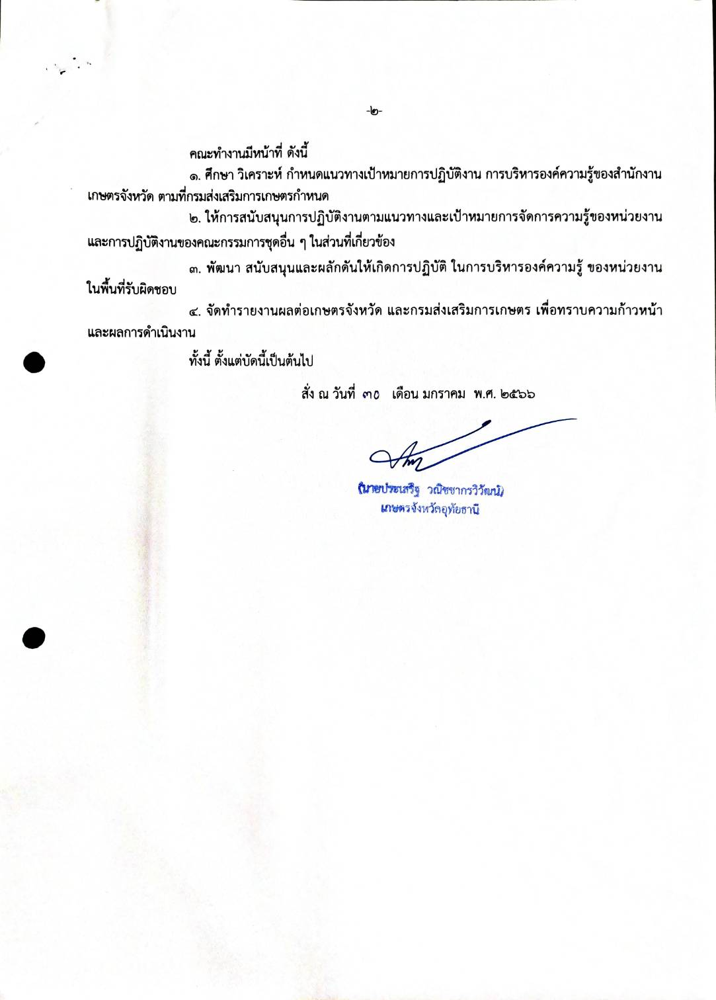 -๒-
คณะทำงานมีหน้าที่ ดังนี้
๑. ศึกษา วิเคราะห์ กำหนดแนวทางเป้าหมายการปฏิบัติงาน การบริหารองค์ความรู้ของสำนักงาน
เกษตรจังหวัด ตามที่กรมส่งเสริมการเกษตรกำหนด
๒. ให้การสนับสนุนการปฏิบัติงานตามแนวทางและเป้าหมายการจัดการความรู้ของหน่วยงาน
และการปฏิบัติงานของคณะกรรมการชุดอื่น ๆ ในส่วนที่เกี่ยวข้อง
๓. พัฒนา สนับสนุนและผลักดันให้เกิดการปฏิบัติ ในการบริหารองค์ความรู้ ของหน่วยงาน
ในพื้นที่รับผิดชอบ
๔. จัดทำรายงานผลต่อเกษตรจังหวัด และกรมส่งเสริมการเกษตร เพื่อทราบความก้าวหน้า
และผลการดำเนินงาน
ทั้งนี้ ตั้งแต่บัดนี้เป็นต้นไป
สั่ง ณ วันที่ ๓๐ เดือน มกราคม พ.ศ. ๒๕๖๖
(นายประเสริฐ วณิชชากรวิวัฒน์)
เกษตรจังหวัดอุทัยธานี